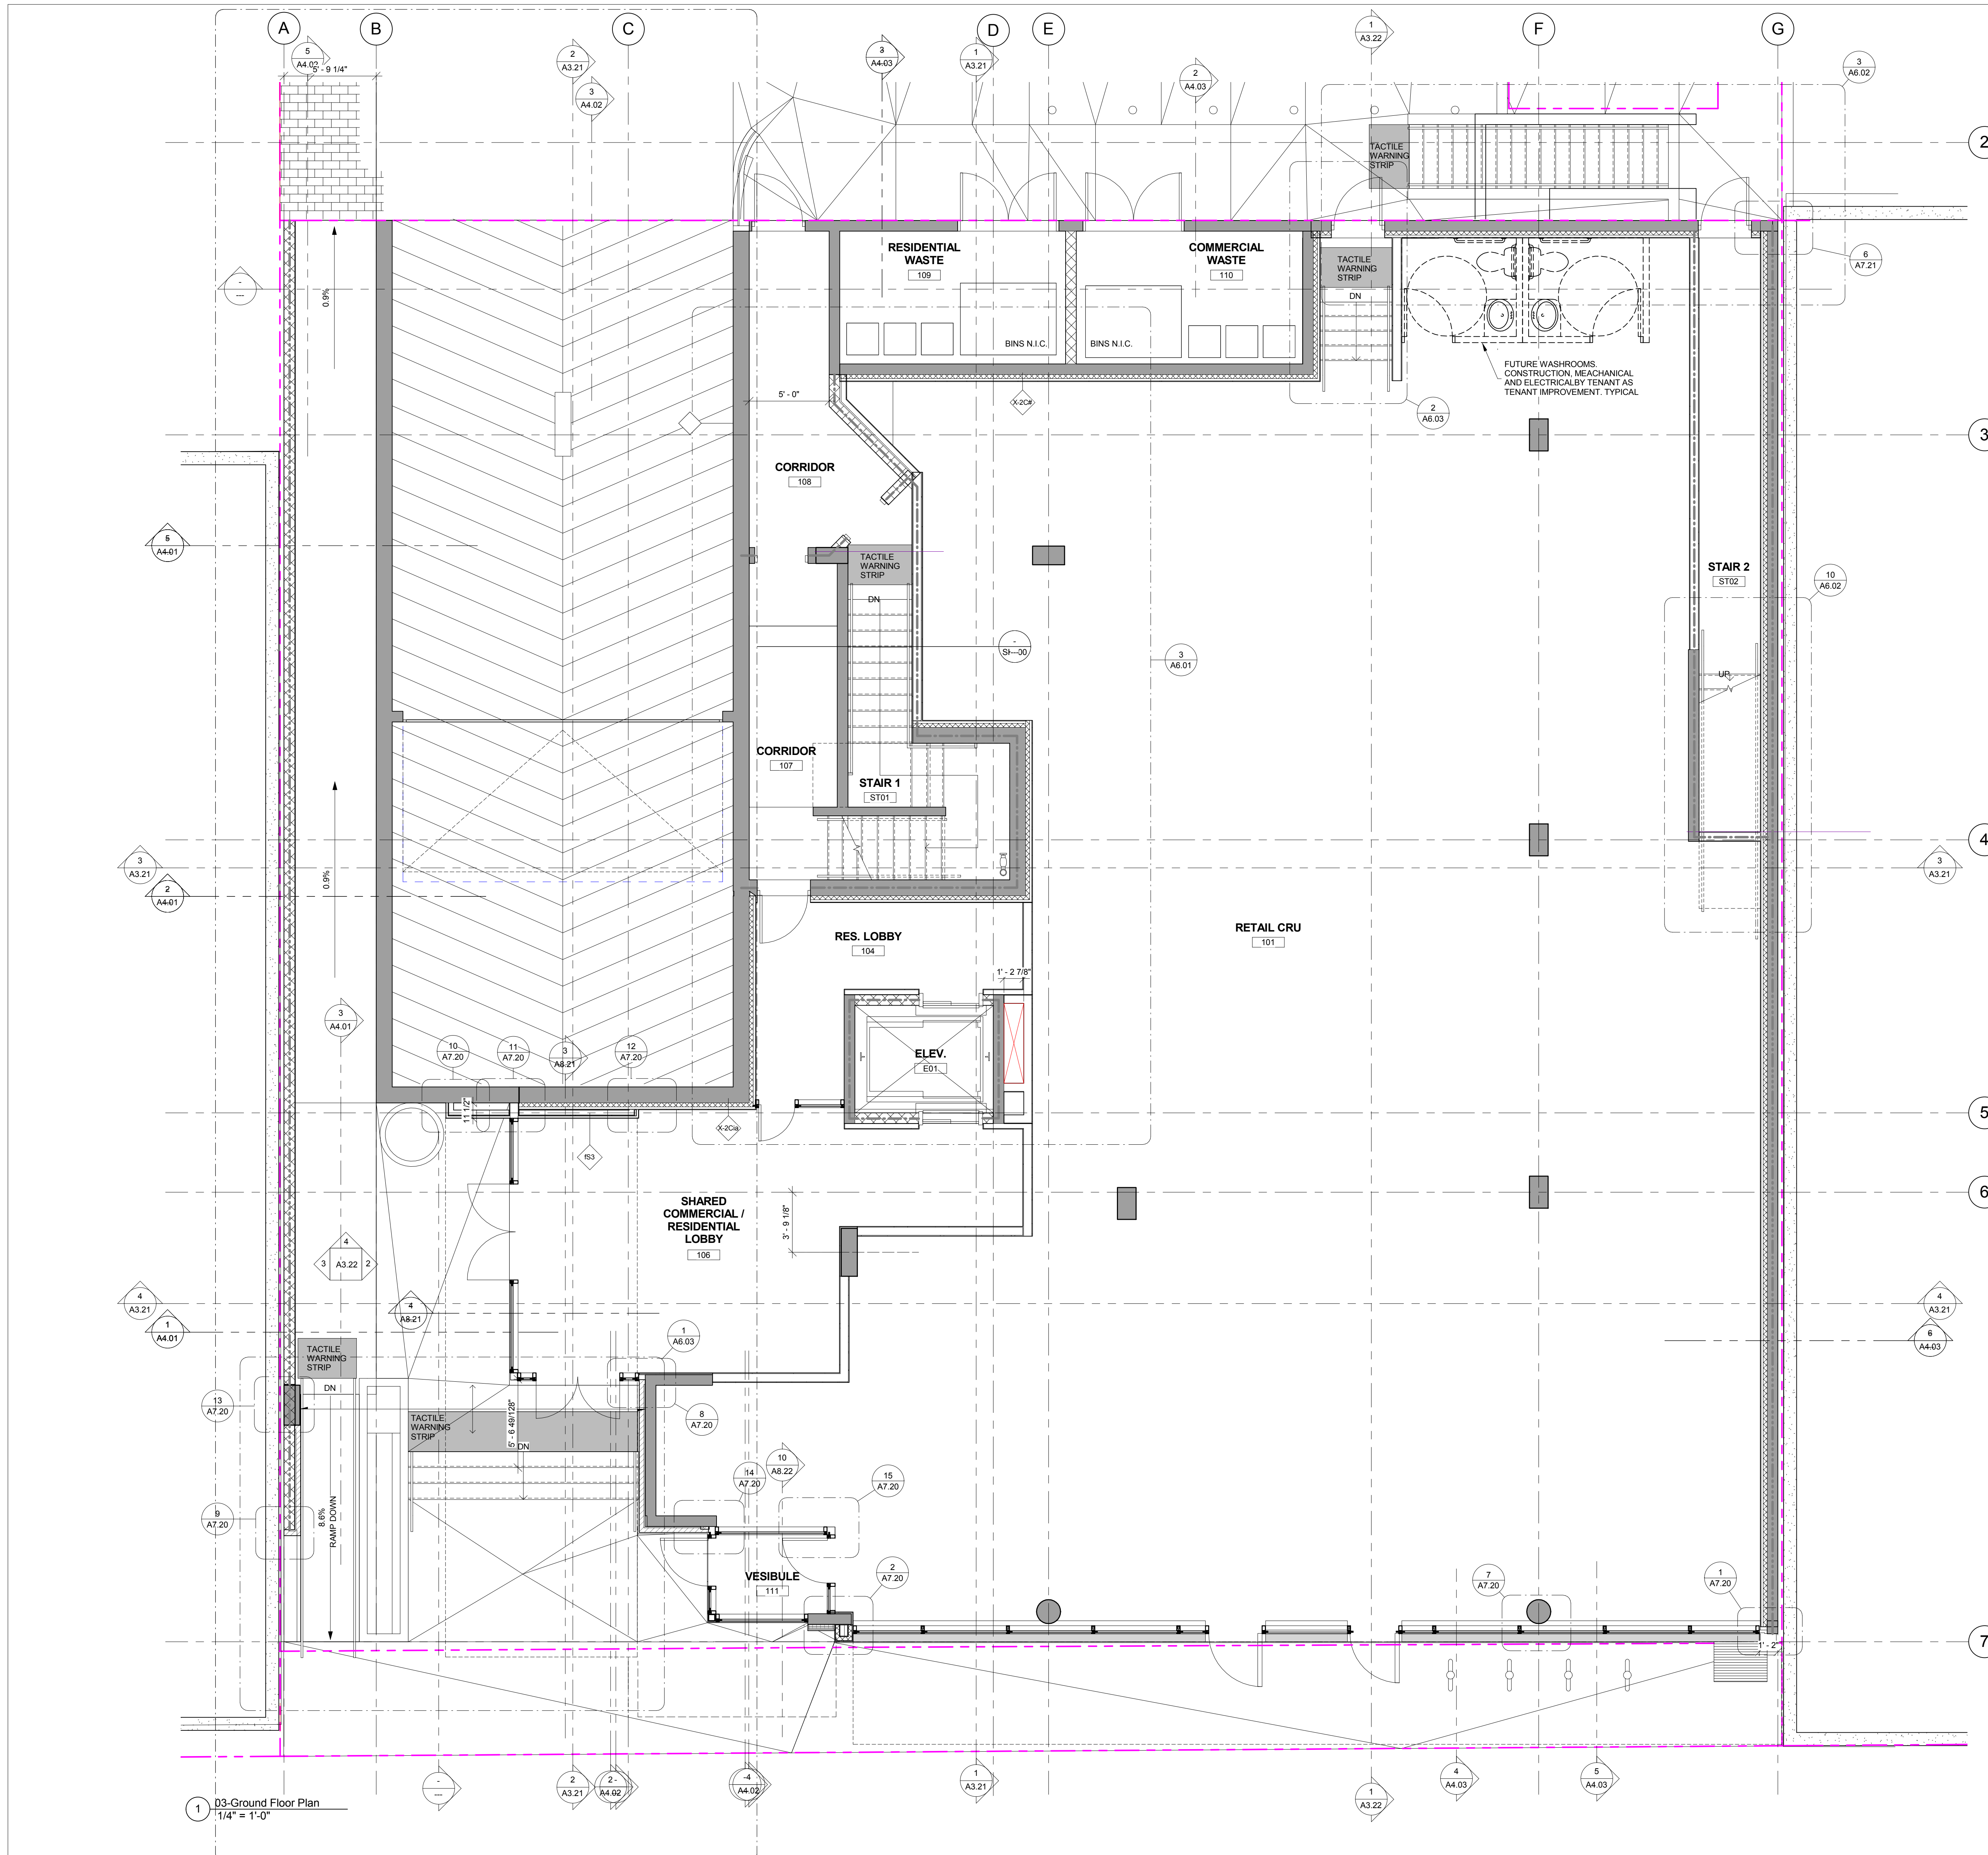 A
B
C
D
E
F
G
5
A4.02
5' - 9 1/4"
2
A3.21
3
A4.02
3
A4.03
1
A3.21
2
A4.03
1
A3.22
3
A6.02
2
TACTILE
WARNING
STRIP
RESIDENTIAL
WASTE
109
COMMERCIAL
WASTE
110
TACTILE
WARNING
STRIP
DN
6
A7.21
-
---
0.9%
BINS N.I.C.
BINS N.I.C.
FUTURE WASHROOMS.
CONSTRUCTION, MEACHANICAL
AND ELECTRICALBY TENANT AS
TENANT IMPROVEMENT. TYPICAL
5' - 0"
X-2C#
2
A6.03
3
CORRIDOR
108
5
A4.01
TACTILE
WARNING
STRIP
DN
STAIR 2
ST02
10
A6.02
3
A6.01
UP
CORRIDOR
107
STAIR 1
ST01
4
3
A3.21
2
A4.01
0.9%
3
A3.21
RES. LOBBY
104
RETAIL CRU
101
1' - 2 7/8"
3
A4.01
10
A7.20
11
A7.20
3
A8.21
12
A7.20
ELEV.
E01
11 1/2"
X-2Cia
fS3
5
SHARED
COMMERCIAL /
RESIDENTIAL
LOBBY
106
3' - 9 1/8"
6
4
3
A3.22
2
4
A3.21
1
A4.01
4
A8.21
4
A3.21
6
A4.03
1
A6.03
TACTILE
WARNING
STRIP
DN
13
A7.20
TACTILE
WARNING
STRIP
DN
5' - 6 49/128"
8
A7.20
10
A8.22
14
A7.20
15
A7.20
9
A7.20
8.6%
RAMP DOWN
VESIBULE
111
2
A7.20
7
A7.20
1
A7.20
1' - 2"
7
-
---
2
A3.21
2 -
A4.02
-4
A4.02
1
A3.21
1
A3.22
4
A4.03
5
A4.03
1
03-Ground Floor Plan
1/4" = 1'-0"